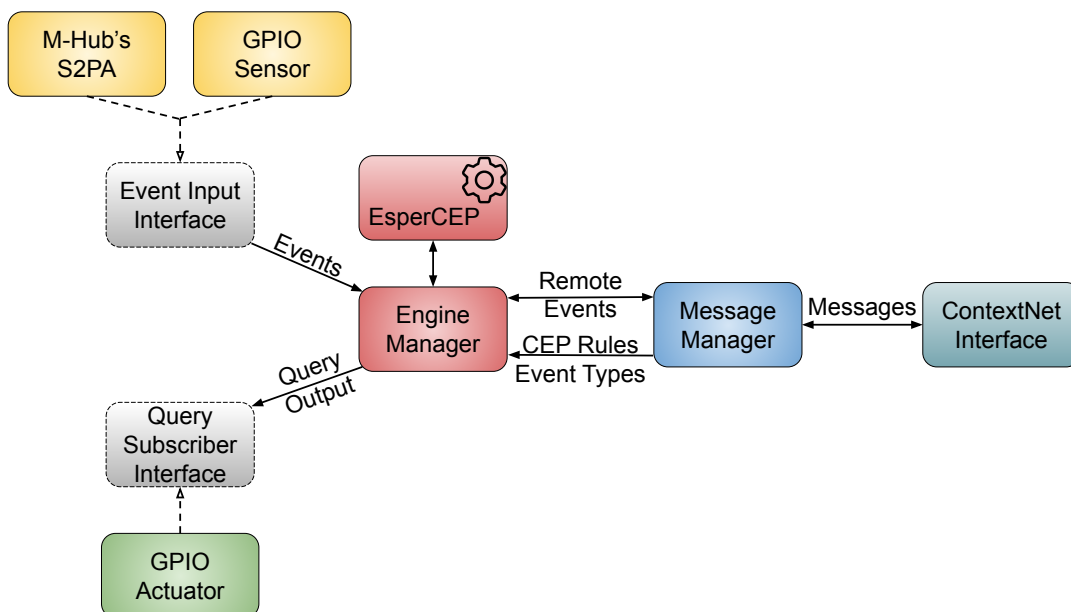 M-Hub's
S2PA
GPIO
Sensor
Event Input
Interface
EsperCEP
Events
Engine
Manager
Remote
Events
CEP Rules
Event Types
Message
Manager
Messages
ContextNet
Interface
Query
Output
Query
Subscriber
Interface
GPIO
Actuator